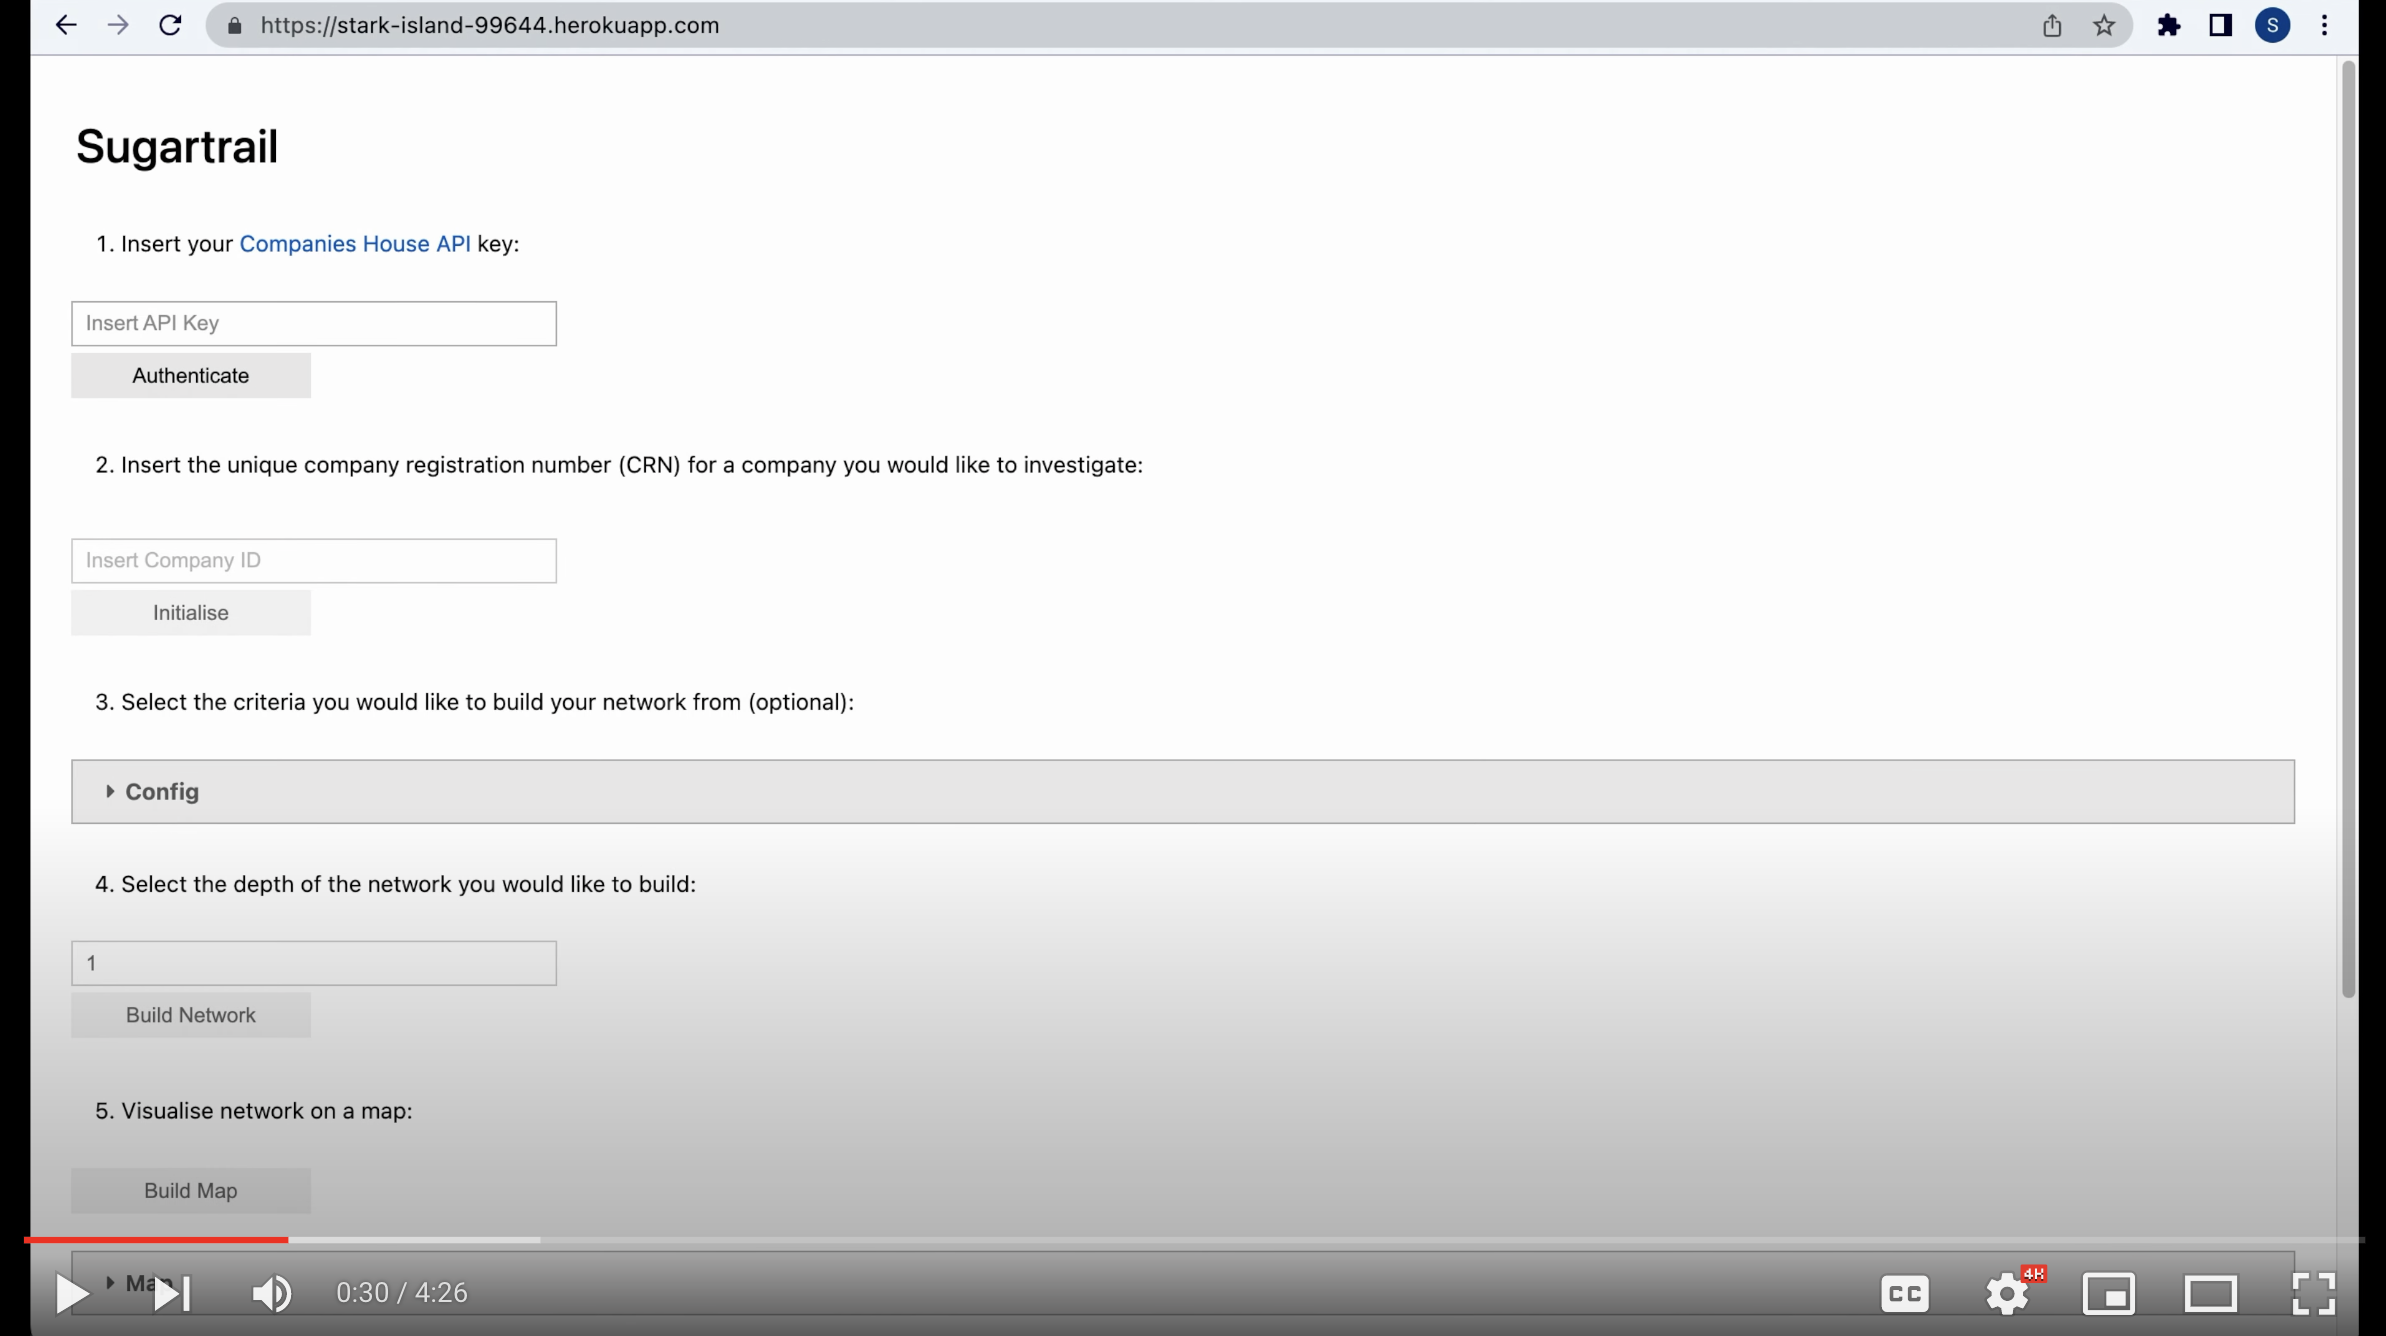 https://stark-island-99644.herokuapp.com
S
Sugartrail
1. Insert your Companies House API key:
Insert API Key
Authenticate
2. Insert the unique company registration number (CRN) for a company you would like to investigate:
Insert Company ID
Initialise
3. Select the criteria you would like to build your network from (optional):
Config
4. Select the depth of the network you would like to build:
1
Build Network
5. Visualise network on a map:
Build Map
Map
0:30 / 4:26
CC
4K